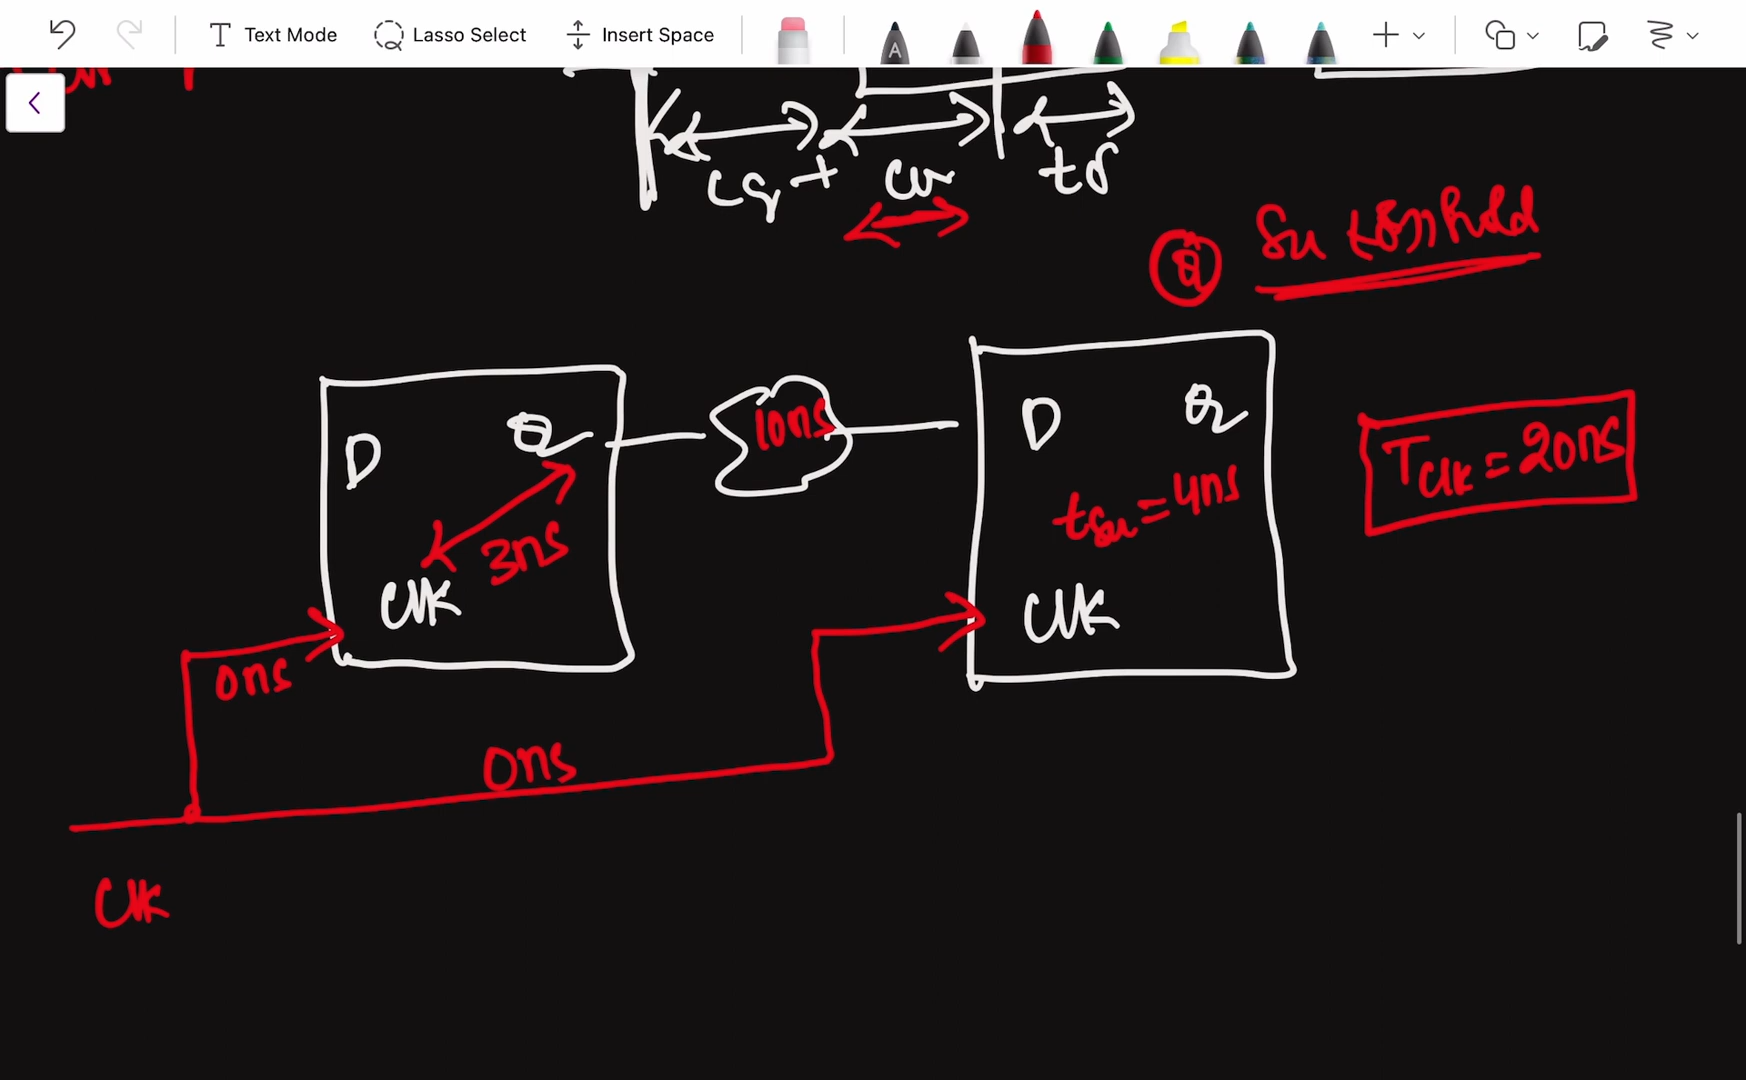 Text Mode Lasso Select Insert Space
A
cq + cw ts
Q Su
D Q 10ns D Q TClk = 20ns
3ns tsu = 4ns
Clk Clk
0ns
0ns
Clk